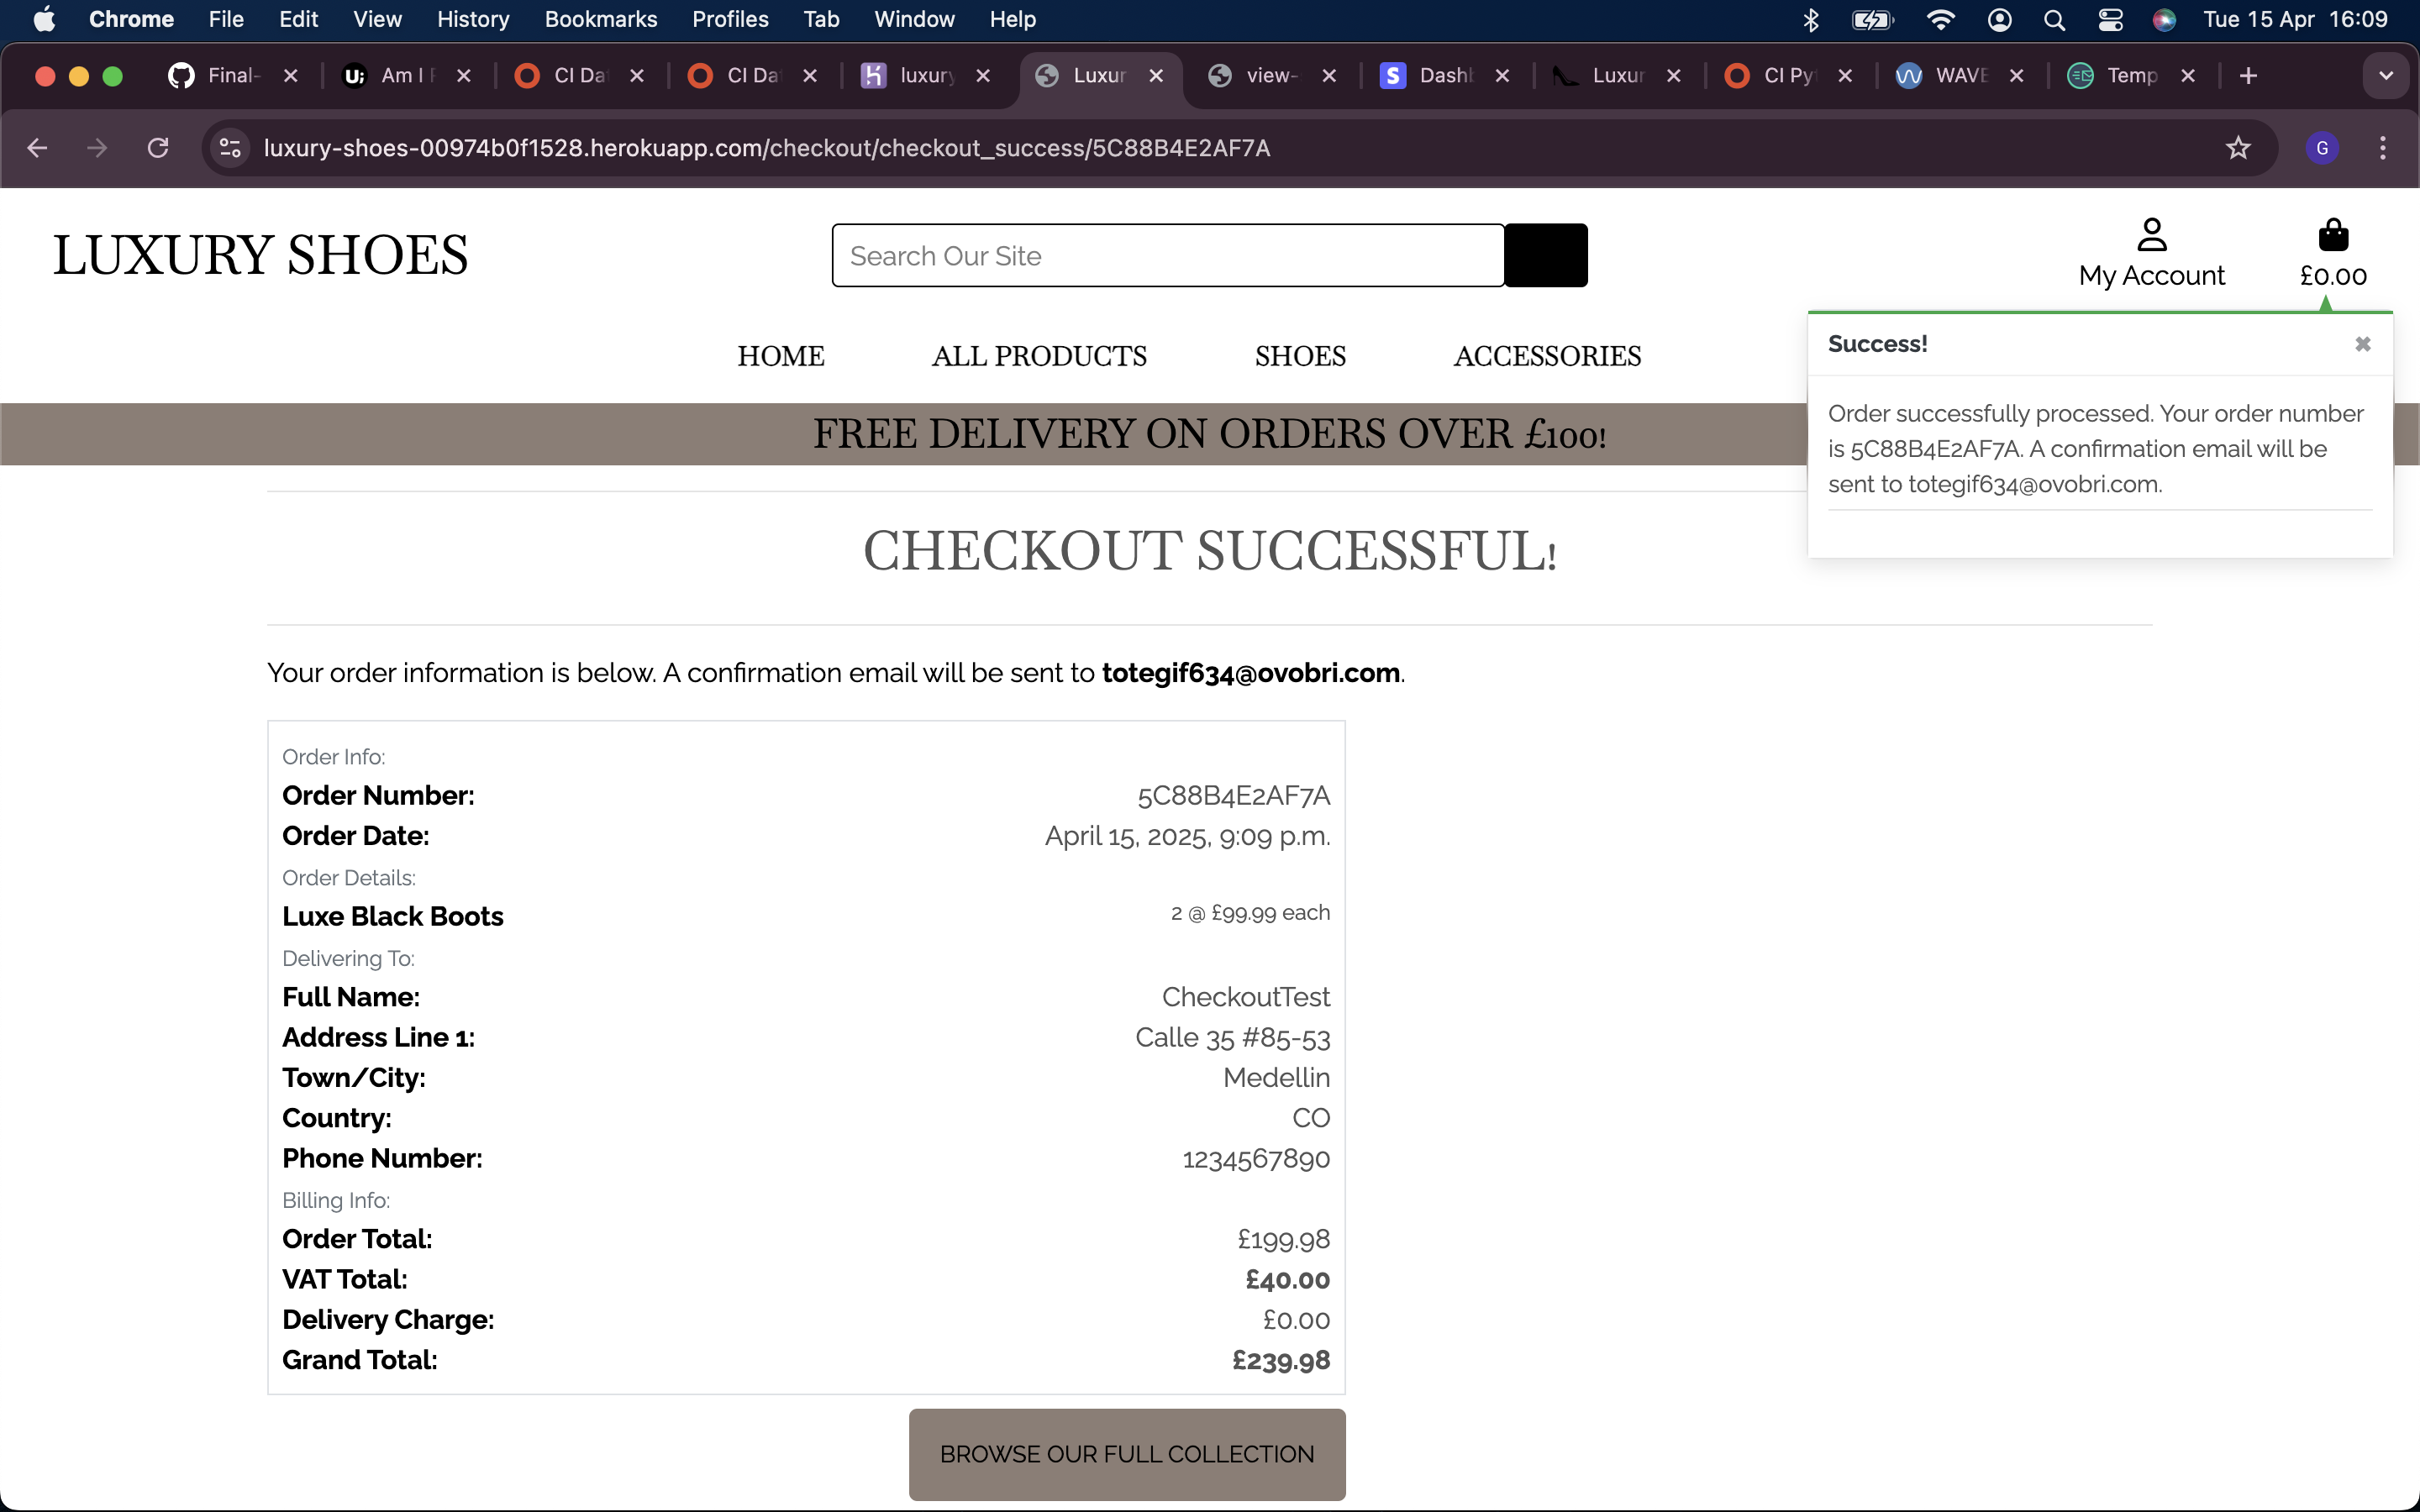 Chrome File Edit View History Bookmarks Profiles Tab Window Help Tue 15 Apr 16:09
Final- Am I CI Da CI Da luxury Luxur view- Dash Luxur CI Py WAVE Temp
luxury-shoes-00974b0f1528.herokuapp.com/checkout/checkout_success/5C88B4E2AF7A G
LUXURY SHOES
Search Our Site
My Account
£0.00
HOME ALL PRODUCTS SHOES ACCESSORIES
Success!
Order successfully processed. Your order number
is 5C88B4E2AF7A. A confirmation email will be
sent to totegif634@ovobri.com.
FREE DELIVERY ON ORDERS OVER £100!
CHECKOUT SUCCESSFUL!
Your order information is below. A confirmation email will be sent to totegif634@ovobri.com.
Order Info:
Order Number: 5C88B4E2AF7A
Order Date: April 15, 2025, 9:09 p.m.
Order Details:
Luxe Black Boots 2 @ £99.99 each
Delivering To:
Full Name: CheckoutTest
Address Line 1: Calle 35 #85-53
Town/City: Medellin
Country: CO
Phone Number: 1234567890
Billing Info:
Order Total: £199.98
VAT Total: £40.00
Delivery Charge: £0.00
Grand Total: £239.98
BROWSE OUR FULL COLLECTION